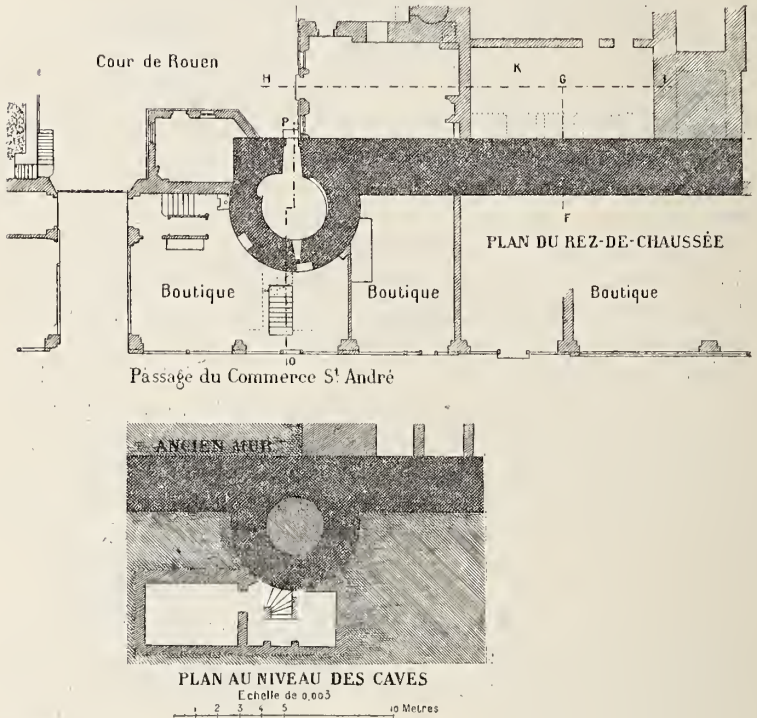 Cour de Rouen
H
K
G
I
P
F
PLAN DU REZ-DE-CHAUSSÉE
A
Boutique
Boutique
Boutique
10
Passage du Commerce St. André
ANCIEN MUR
PLAN AU NIVEAU DES CAVES
Echelle de 0,003
1 2 3 4 5 10 Metres